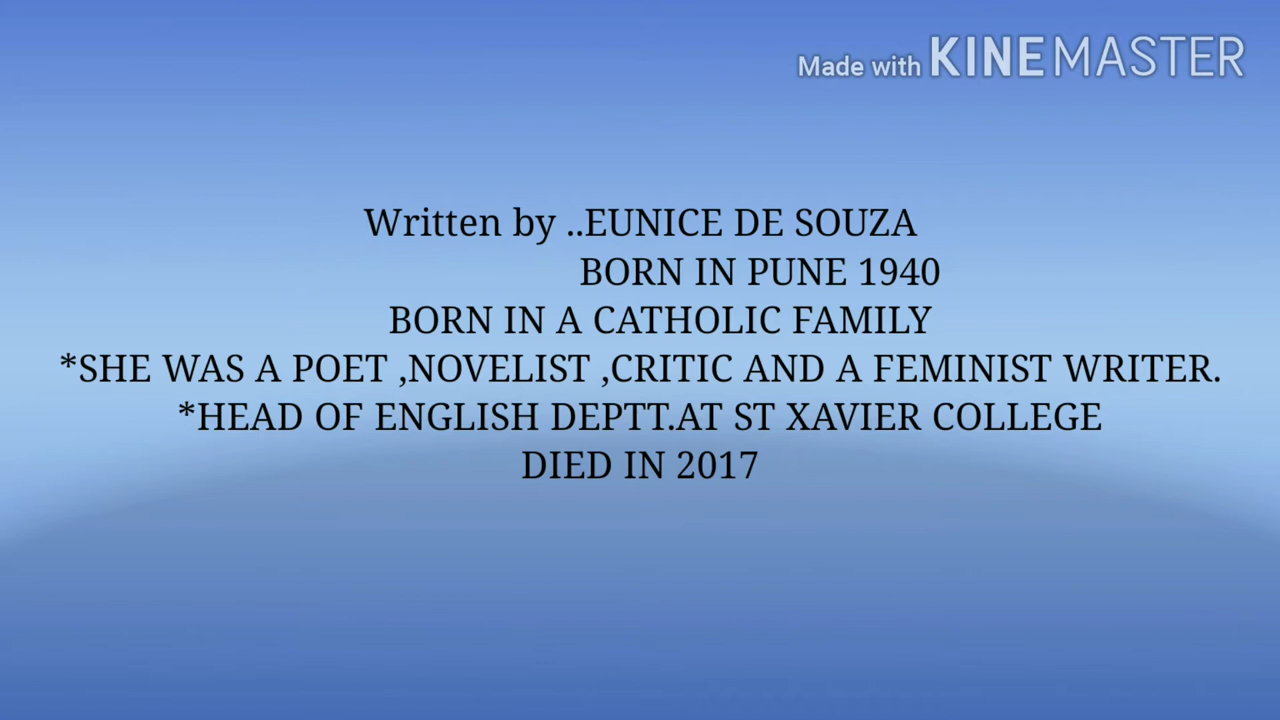 Made with KINEMASTER
Written by ..EUNICE DE SOUZA
BORN IN PUNE 1940
BORN IN A CATHOLIC FAMILY
*SHE WAS A POET ,NOVELIST ,CRITIC AND A FEMINIST WRITER.
*HEAD OF ENGLISH DEPTT.AT ST XAVIER COLLEGE
DIED IN 2017